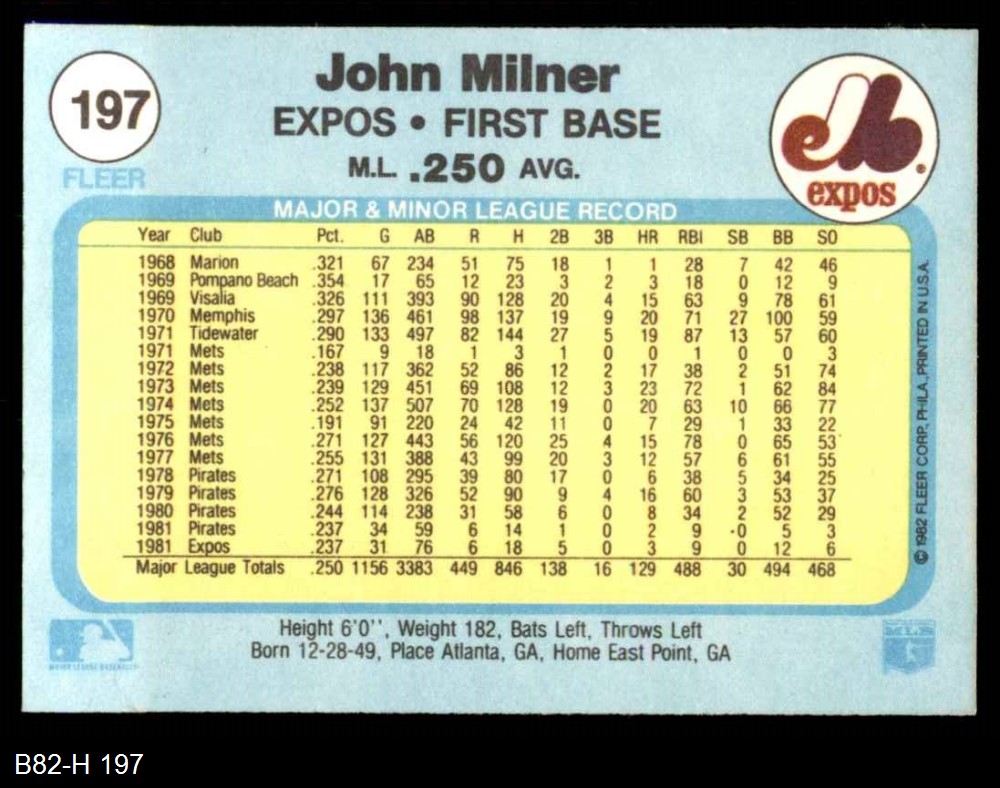 197
FLEER
John Milner
EXPOS • FIRST BASE
M.L. .250 AVG.
expos
MAJOR & MINOR LEAGUE RECORD
Year Club Pct. G AB R H 2B 3B HR RBI SB BB SO
1968 Marion .321 67 234 51 75 18 1 1 28 7 42 46
1969 Pompano Beach .354 17 65 12 23 3 2 3 18 0 12 9
1969 Visalia .326 111 393 90 128 20 4 15 63 9 78 61
1970 Memphis .297 136 461 98 137 19 9 20 71 27 100 59
1971 Tidewater .290 133 497 82 144 27 5 19 87 13 57 60
1971 Mets .167 9 18 1 3 1 0 0 1 0 0 3
1972 Mets .238 117 362 52 86 12 2 17 38 2 51 74
1973 Mets .239 129 451 69 108 12 3 23 72 1 62 84
1974 Mets .252 137 507 70 128 19 0 20 63 10 66 77
1975 Mets .191 91 220 24 42 11 0 7 29 1 33 22
1976 Mets .271 127 443 56 120 25 4 15 78 0 65 53
1977 Mets .255 131 388 43 99 20 3 12 57 6 61 55
1978 Pirates .271 108 295 39 80 17 0 6 38 5 34 25
1979 Pirates .276 128 326 52 90 9 4 16 60 3 53 37
1980 Pirates .244 114 238 31 58 6 0 8 34 2 52 29
1981 Pirates .237 34 59 6 14 1 0 2 9 -0 5 3
1981 Expos .237 31 76 6 18 5 0 3 9 0 12 6
Major League Totals .250 1156 3383 449 846 138 16 129 488 30 494 468
© 1982 FLEER CORP., PHILA., PRINTED IN U.S.A.
Height 6'0'', Weight 182, Bats Left, Throws Left
Born 12-28-49, Place Atlanta, GA, Home East Point, GA
MAJOR LEAGUE BASEBALL
B82-H 197